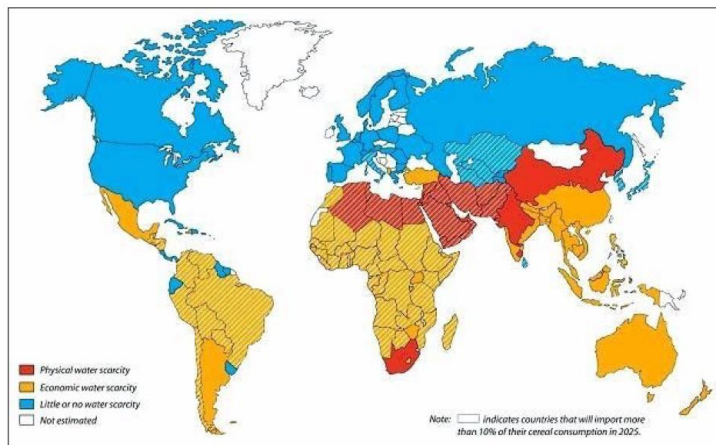 Physical water scarcity
Economic water scarcity
Little or no water scarcity
Not estimated
Note: indicates countries that will import more
than 10% of their cereal consumption in 2025.